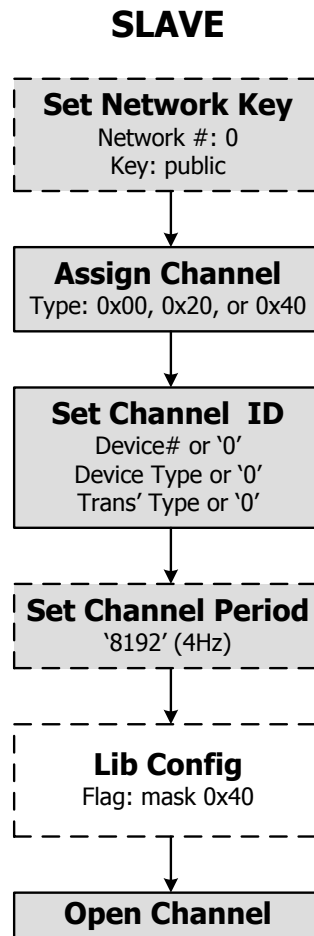 SLAVE
Set Network Key
Network #: 0
Key: public
Assign Channel
Type: 0x00, 0x20, or 0x40
Set Channel  ID
Device# or ‘0’
Device Type or ‘0’
Trans’ Type or ‘0’
Set Channel Period
‘8192’ (4Hz)
Lib Config
Flag: mask 0x40
Open Channel